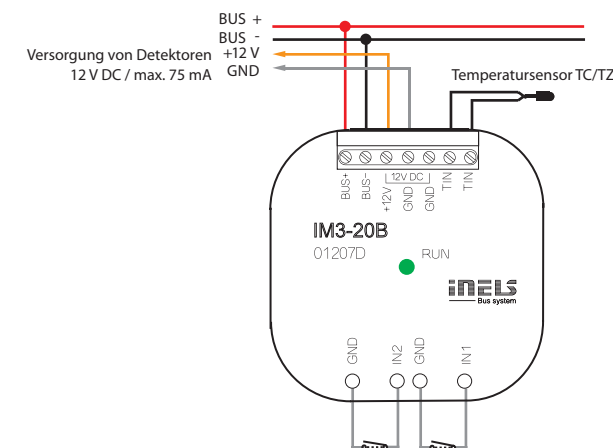 BUS +
BUS -
Versorgung von Detektoren +12 V
12 V DC / max. 75 mA GND
Temperatursensor TC/TZ
BUS+ BUS- +12V GND GND TIN TIN
12V DC
IM3-20B
01207D RUN
iNELS
Bus system
GND IN2 GND IN1